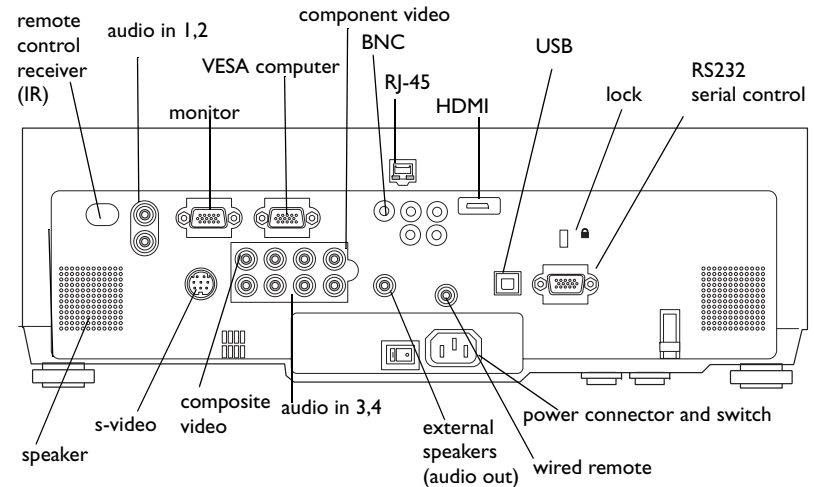 remote
control
receiver
(IR)
audio in 1,2
component video
VESA computer
monitor
BNC
RJ-45
HDMI
USB
lock
RS232
serial control
speaker
s-video
composite
video
audio in 3,4
external
speakers
(audio out)
wired remote
power connector and switch